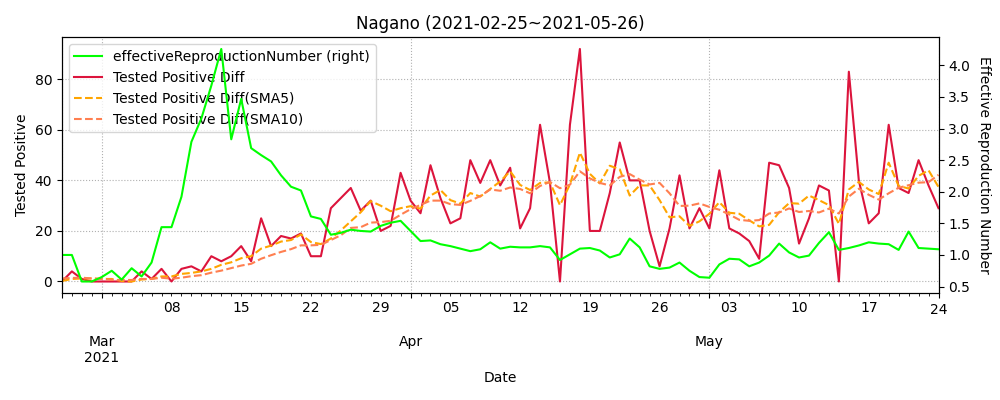 Nagano (2021-02-25~2021-05-26)
effectiveReproductionNumber (right)
Tested Positive Diff
Tested Positive Diff(SMA5)
Tested Positive Diff(SMA10)
Tested Positive
80
60
40
20
0
4.0
3.5
3.0
2.5
2.0
1.5
1.0
0.5
Effective Reproduction Number
08 15 22 29 05 12 19 26 03 10 17 24
Mar Apr May
2021
Date